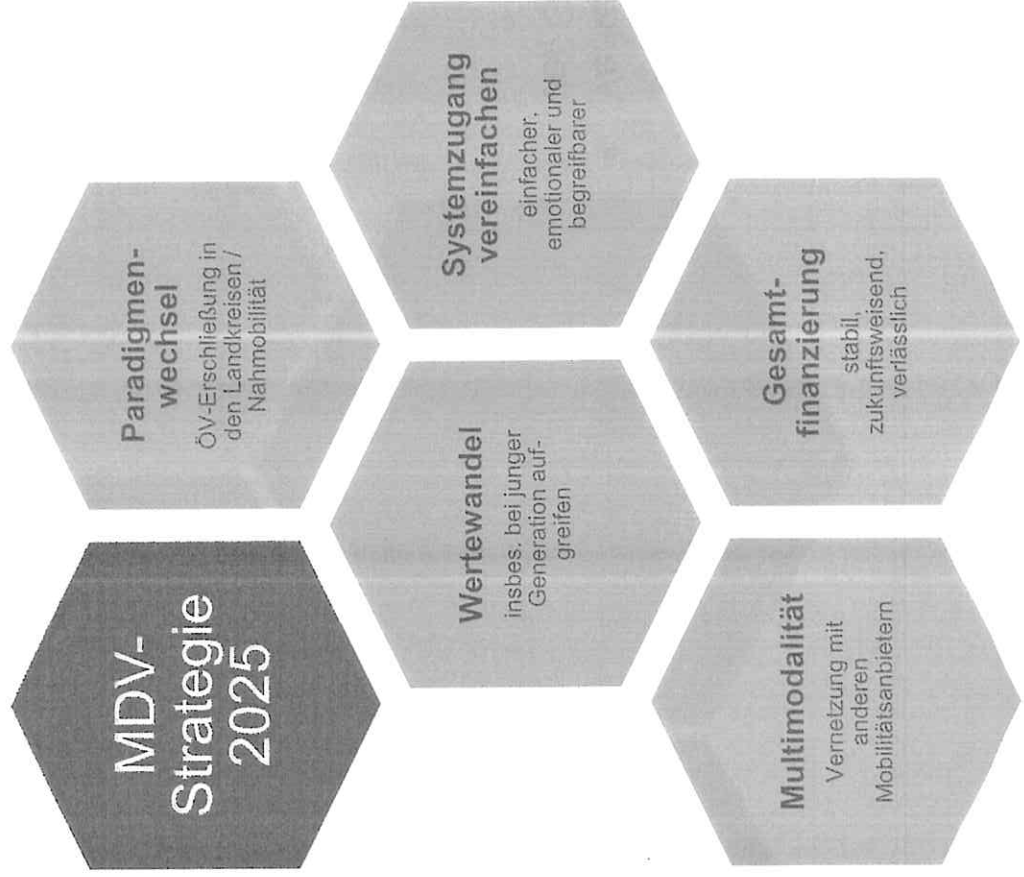 MDV-
Strategie
2025
Paradigmen-
wechsel
ÖV-Erschließung in
den Landkreisen /
Nahmobilität
Wertewandel
insbes. bei junger
Generation auf-
greifen
Systemzugang
vereinfachen
einfacher,
emotionaler und
begreifbarer
Multimodalität
Vernetzung mit
anderen
Mobilitätsanbietern
Gesamt-
finanzierung
stabil,
zukunftsweisend,
verlässlich